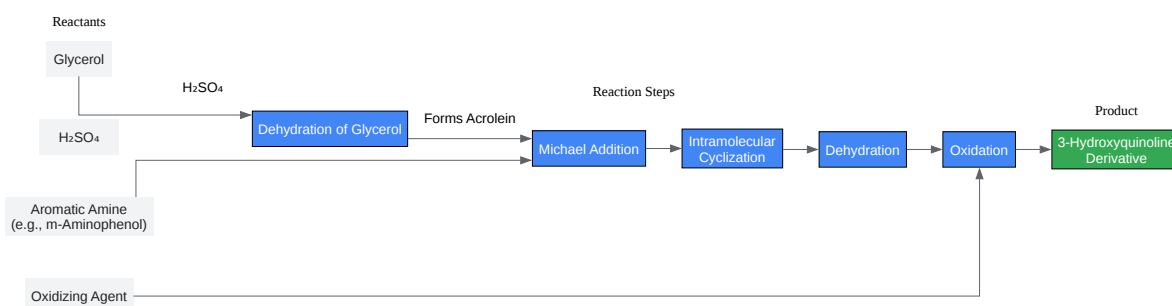 Reactants
Glycerol
H₂SO₄
H₂SO₄
Dehydration of Glycerol
Forms Acrolein
Reaction Steps
Michael Addition
Intramolecular
Cyclization
Dehydration
Oxidation
Product
3-Hydroxyquinoline
Derivative
Aromatic Amine
(e.g., m-Aminophenol)
Oxidizing Agent